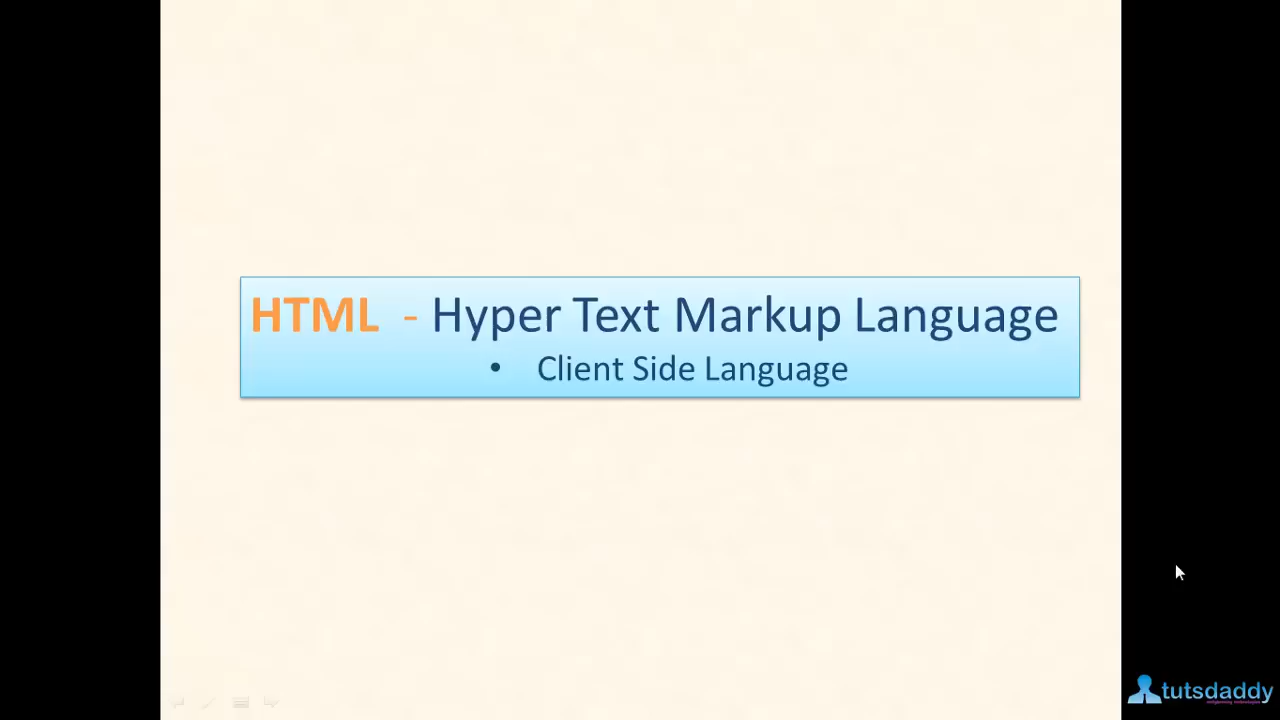 HTML - Hyper Text Markup Language
• Client Side Language
tutsdaddy